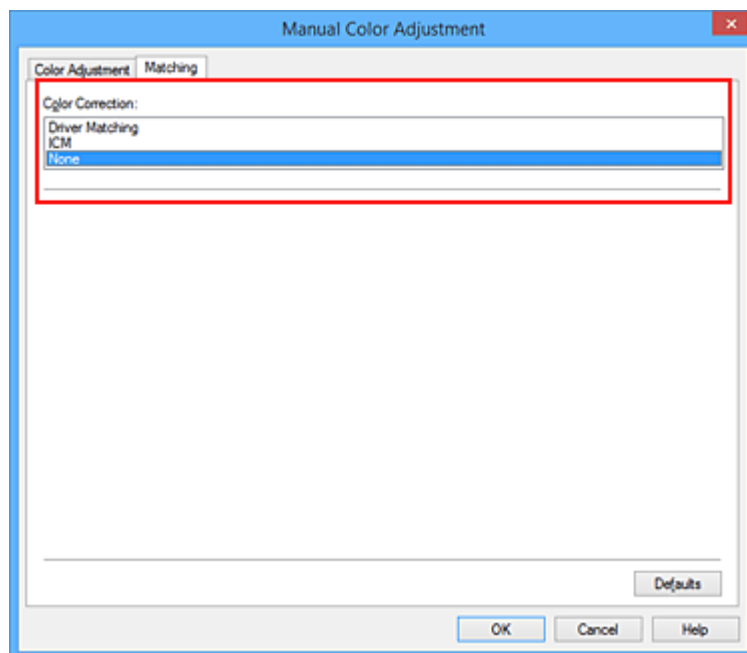 Manual Color Adjustment
Color Adjustment Matching
Color Correction:
Driver Matching
ICM
None
Defaults
OK Cancel Help